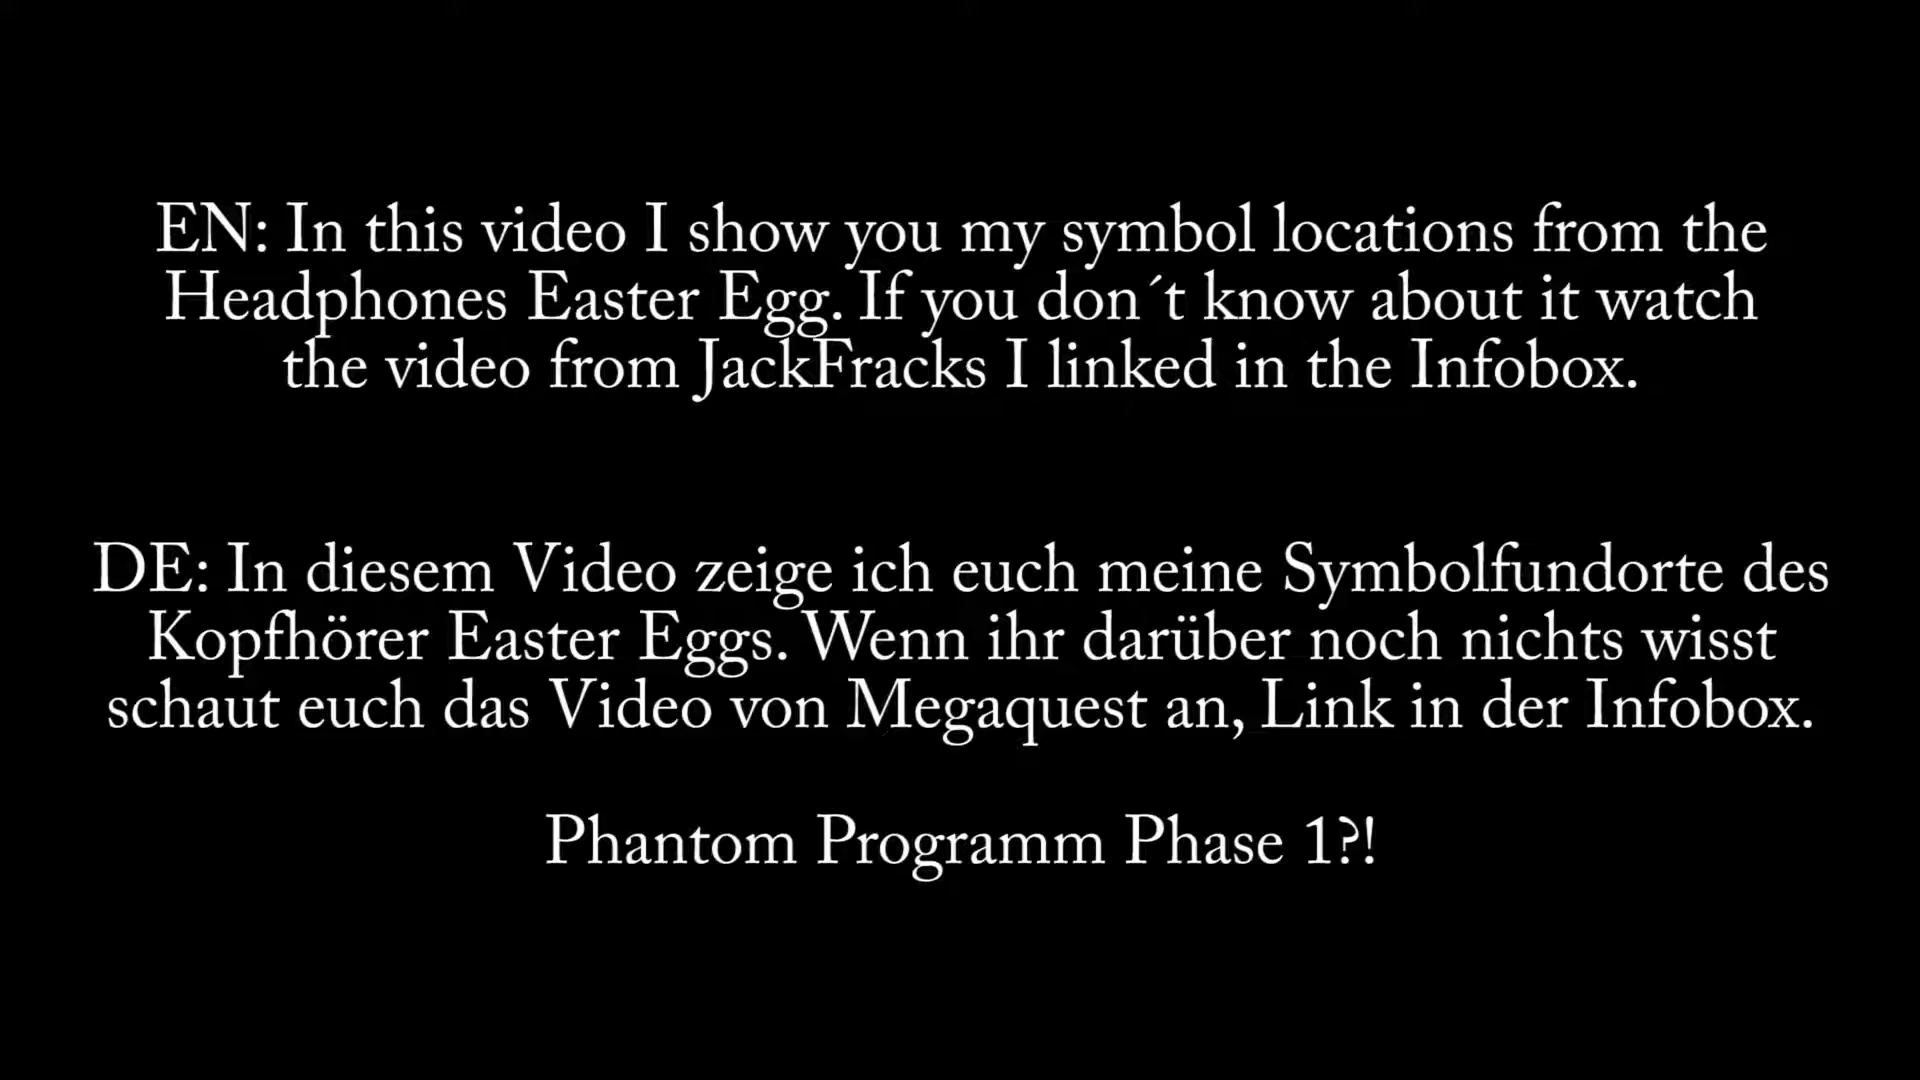 EN: In this video I show you my symbol locations from the
Headphones Easter Egg. If you don´t know about it watch
the video from JackFracks I linked in the Infobox.
DE: In diesem Video zeige ich euch meine Symbolfundorte des
Kopfhörer Easter Eggs. Wenn ihr darüber noch nichts wisst
schaut euch das Video von Megaquest an, Link in der Infobox.
Phantom Programm Phase 1?!